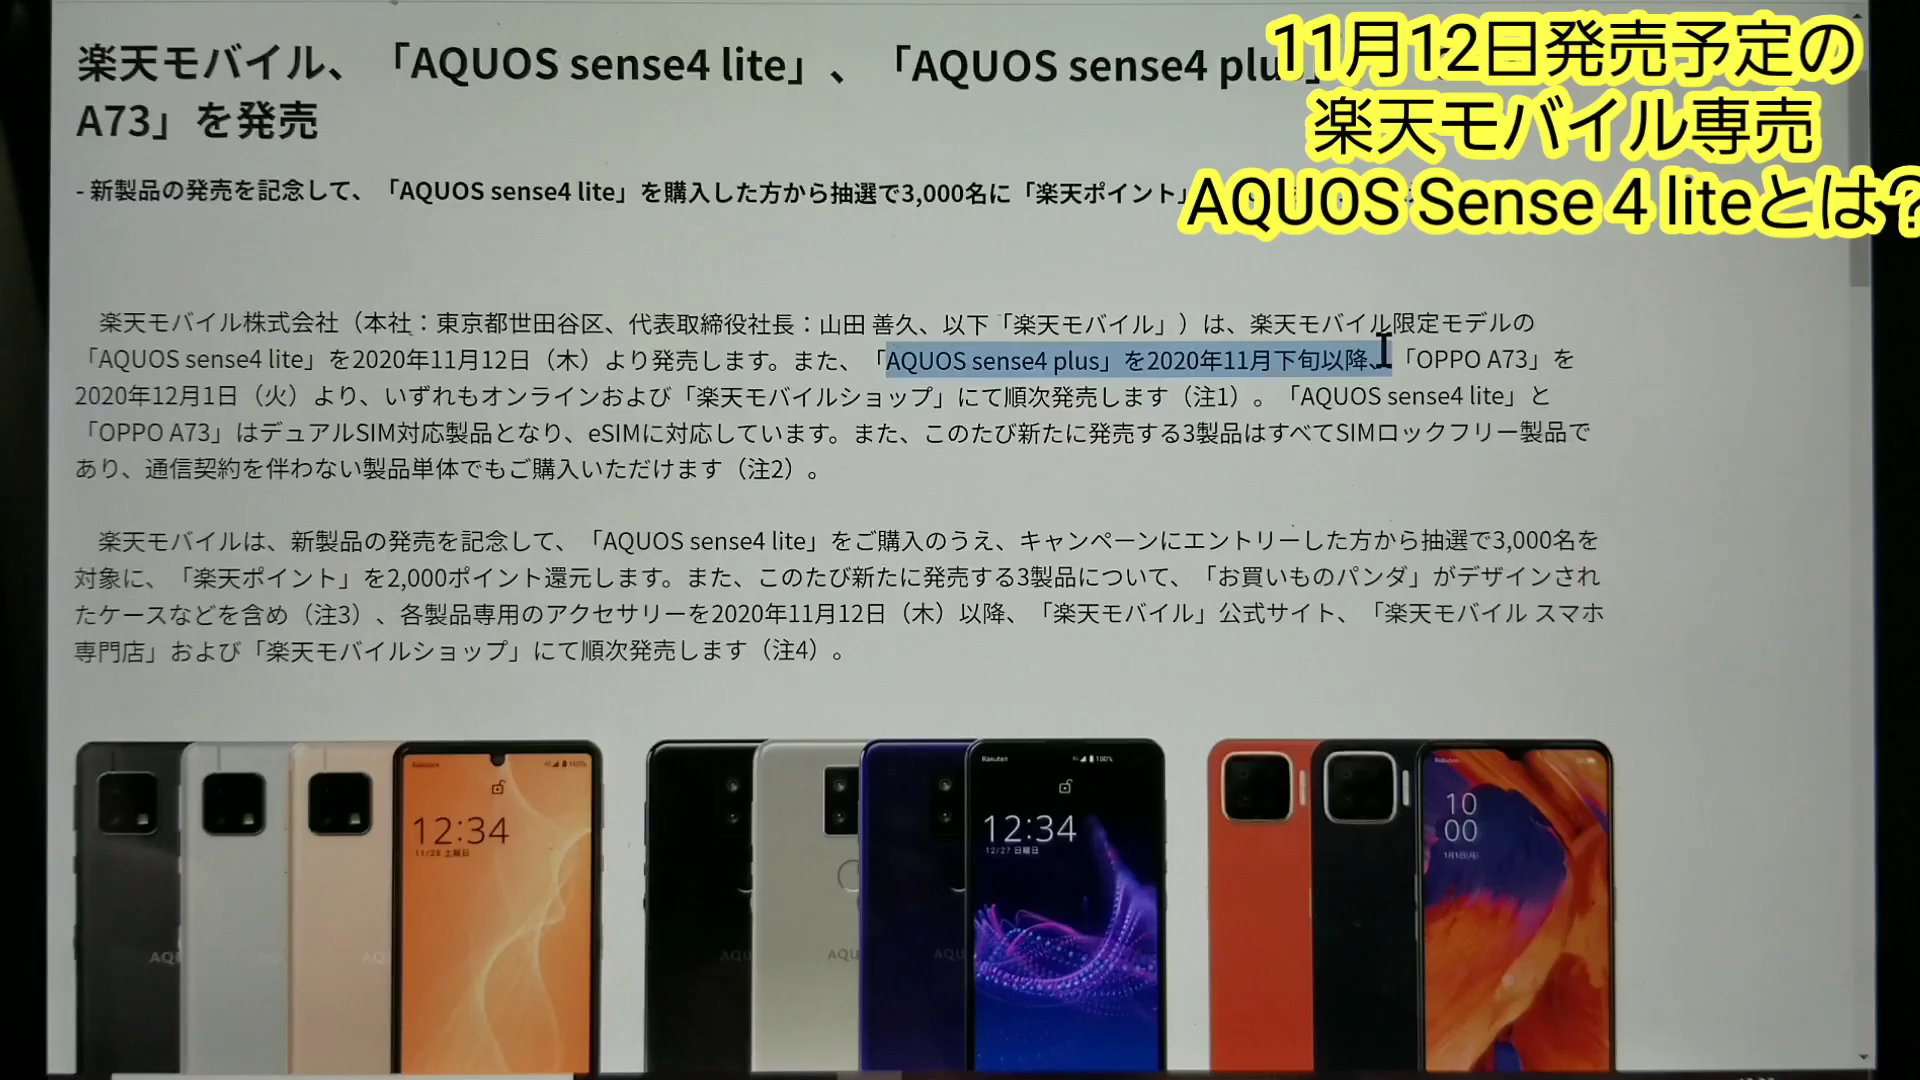 楽天モバイル、「AQUOS sense4 lite」、「AQUOS sense4 plu
A73」を発売
11月12日発売予定の
楽天モバイル専売
AQUOS Sense 4 liteとは?
- 新製品の発売を記念して、「AQUOS sense4 lite」を購入した方から抽選で3,000名に「楽天ポイント」
楽天モバイル株式会社（本社：東京都世田谷区、代表取締役社長：山田 善久、以下「楽天モバイル」）は、楽天モバイル限定モデルの
「AQUOS sense4 lite」を2020年11月12日（木）より発売します。また、「AQUOS sense4 plus」を2020年11月下旬以降、「OPPO A73」を
2020年12月1日（火）より、いずれもオンラインおよび「楽天モバイルショップ」にて順次発売します（注1）。「AQUOS sense4 lite」と
「OPPO A73」はデュアルSIM対応製品となり、eSIMに対応しています。また、このたび新たに発売する3製品はすべてSIMロックフリー製品で
あり、通信契約を伴わない製品単体でもご購入いただけます（注2）。
楽天モバイルは、新製品の発売を記念して、「AQUOS sense4 lite」をご購入のうえ、キャンペーンにエントリーした方から抽選で3,000名を
対象に、「楽天ポイント」を2,000ポイント還元します。また、このたび新たに発売する3製品について、「お買いものパンダ」がデザインされ
たケースなどを含め（注3）、各製品専用のアクセサリーを2020年11月12日（木）以降、「楽天モバイル」公式サイト、「楽天モバイル スマホ
専門店」および「楽天モバイルショップ」にて順次発売します（注4）。
Rakuten 100%
12:34
11/28 土曜日
AQU
AQU
Rakuten 100%
12:34
12/27 日曜日
AQU
AQU
AQU
Rakuten
10
00
1月1日(月)